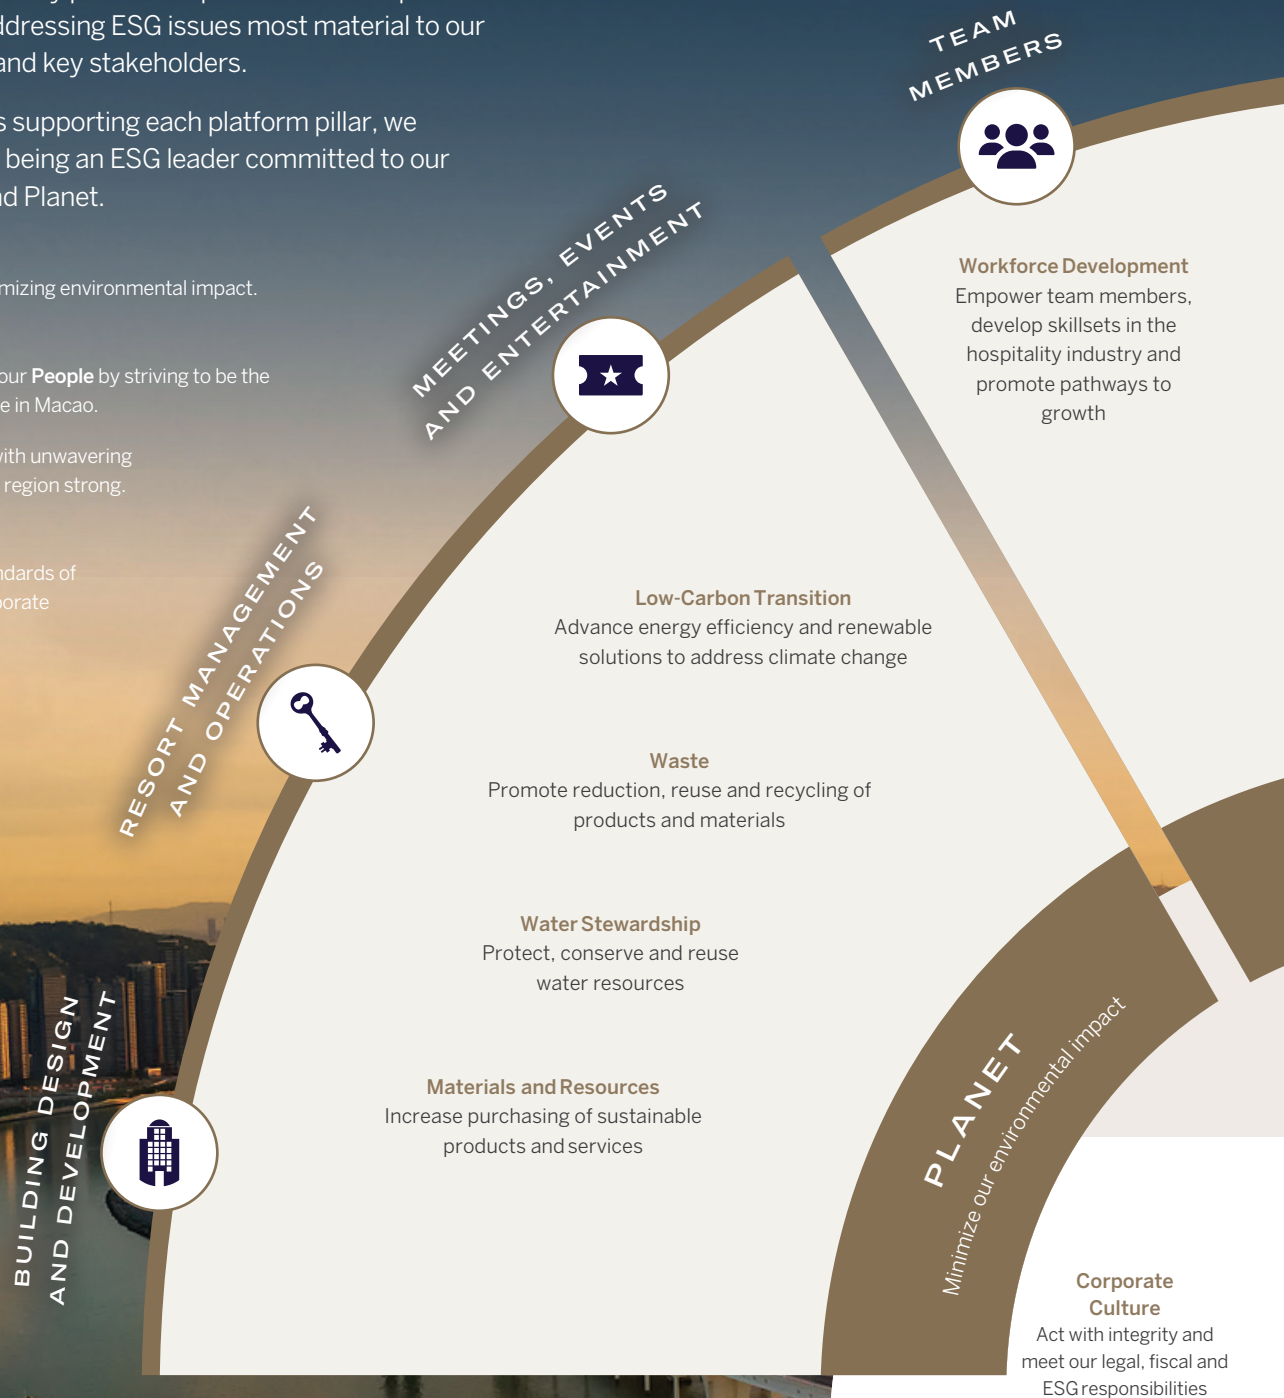 addressing ESG issues most material to our
and key stakeholders.
supporting each platform pillar, we
being an ESG leader committed to our
Planet.
environmental impact.
our People by striving to be the
in Macao.
with unwavering
region strong.
of
TEAM
MEMBERS
MEETINGS, EVENTS
AND ENTERTAINMENT
RESORT MANAGEMENT
AND OPERATIONS
BUILDING DESIGN
AND DEVELOPMENT
Workforce Development
Empower team members,
develop skillsets in the
hospitality industry and
promote pathways to
growth
Low-Carbon Transition
Advance energy efficiency and renewable
solutions to address climate change
Waste
Promote reduction, reuse and recycling of
products and materials
Water Stewardship
Protect, conserve and reuse
water resources
Materials and Resources
Increase purchasing of sustainable
products and services
PLANET
Minimize our environmental impact
Corporate
Culture
Act with integrity and
meet our legal, fiscal and
ESG responsibilities